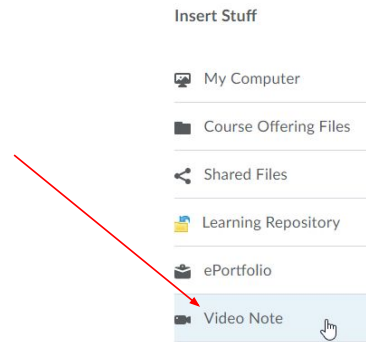 Insert Stuff
My Computer
Course Offering Files
Shared Files
Learning Repository
ePortfolio
Video Note